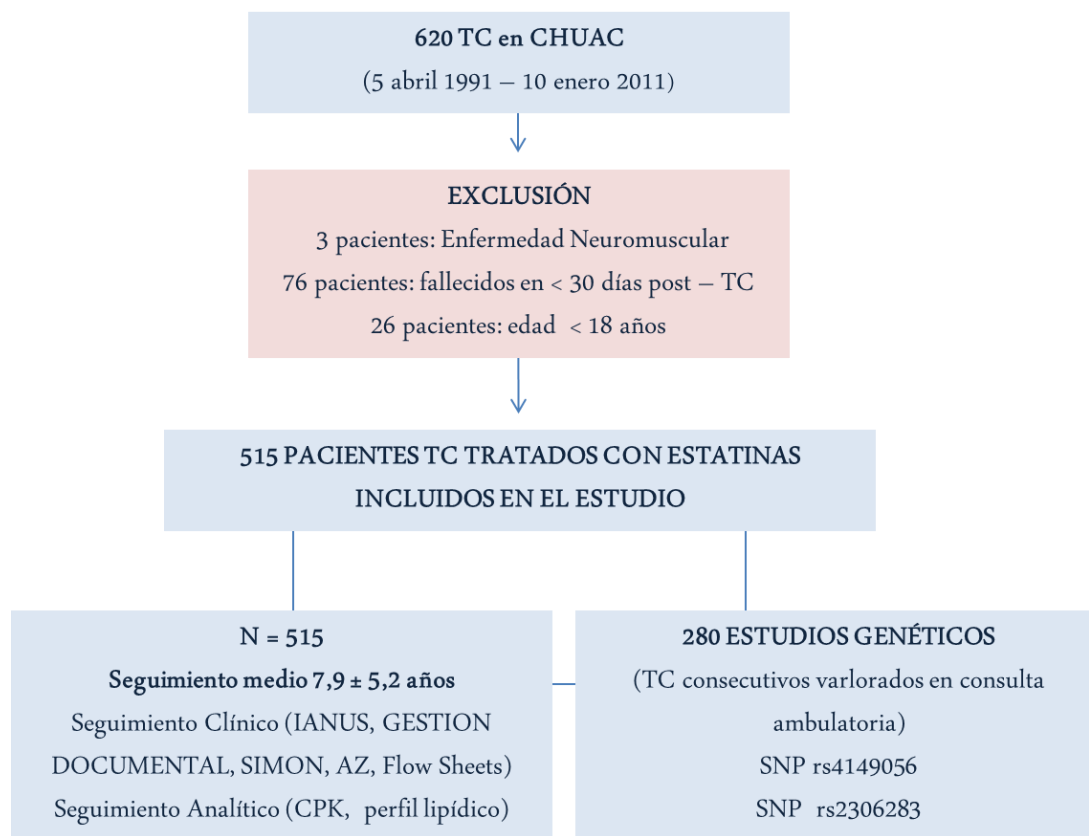 620 TC en CHUAC
(5 abril 1991 – 10 enero 2011)
EXCLUSIÓN
3 pacientes: Enfermedad Neuromuscular
76 pacientes: fallecidos en < 30 días post – TC
26 pacientes: edad < 18 años
515 PACIENTES TC TRATADOS CON ESTATINAS
INCLUIDOS EN EL ESTUDIO
N = 515
Seguimiento medio 7,9 ± 5,2 años
Seguimiento Clínico (IANUS, GESTION
DOCUMENTAL, SIMON, AZ, Flow Sheets)
Seguimiento Analítico (CPK, perfil lipídico)
280 ESTUDIOS GENÉTICOS
(TC consecutivos varlorados en consulta
ambulatoria)
SNP rs4149056
SNP rs2306283